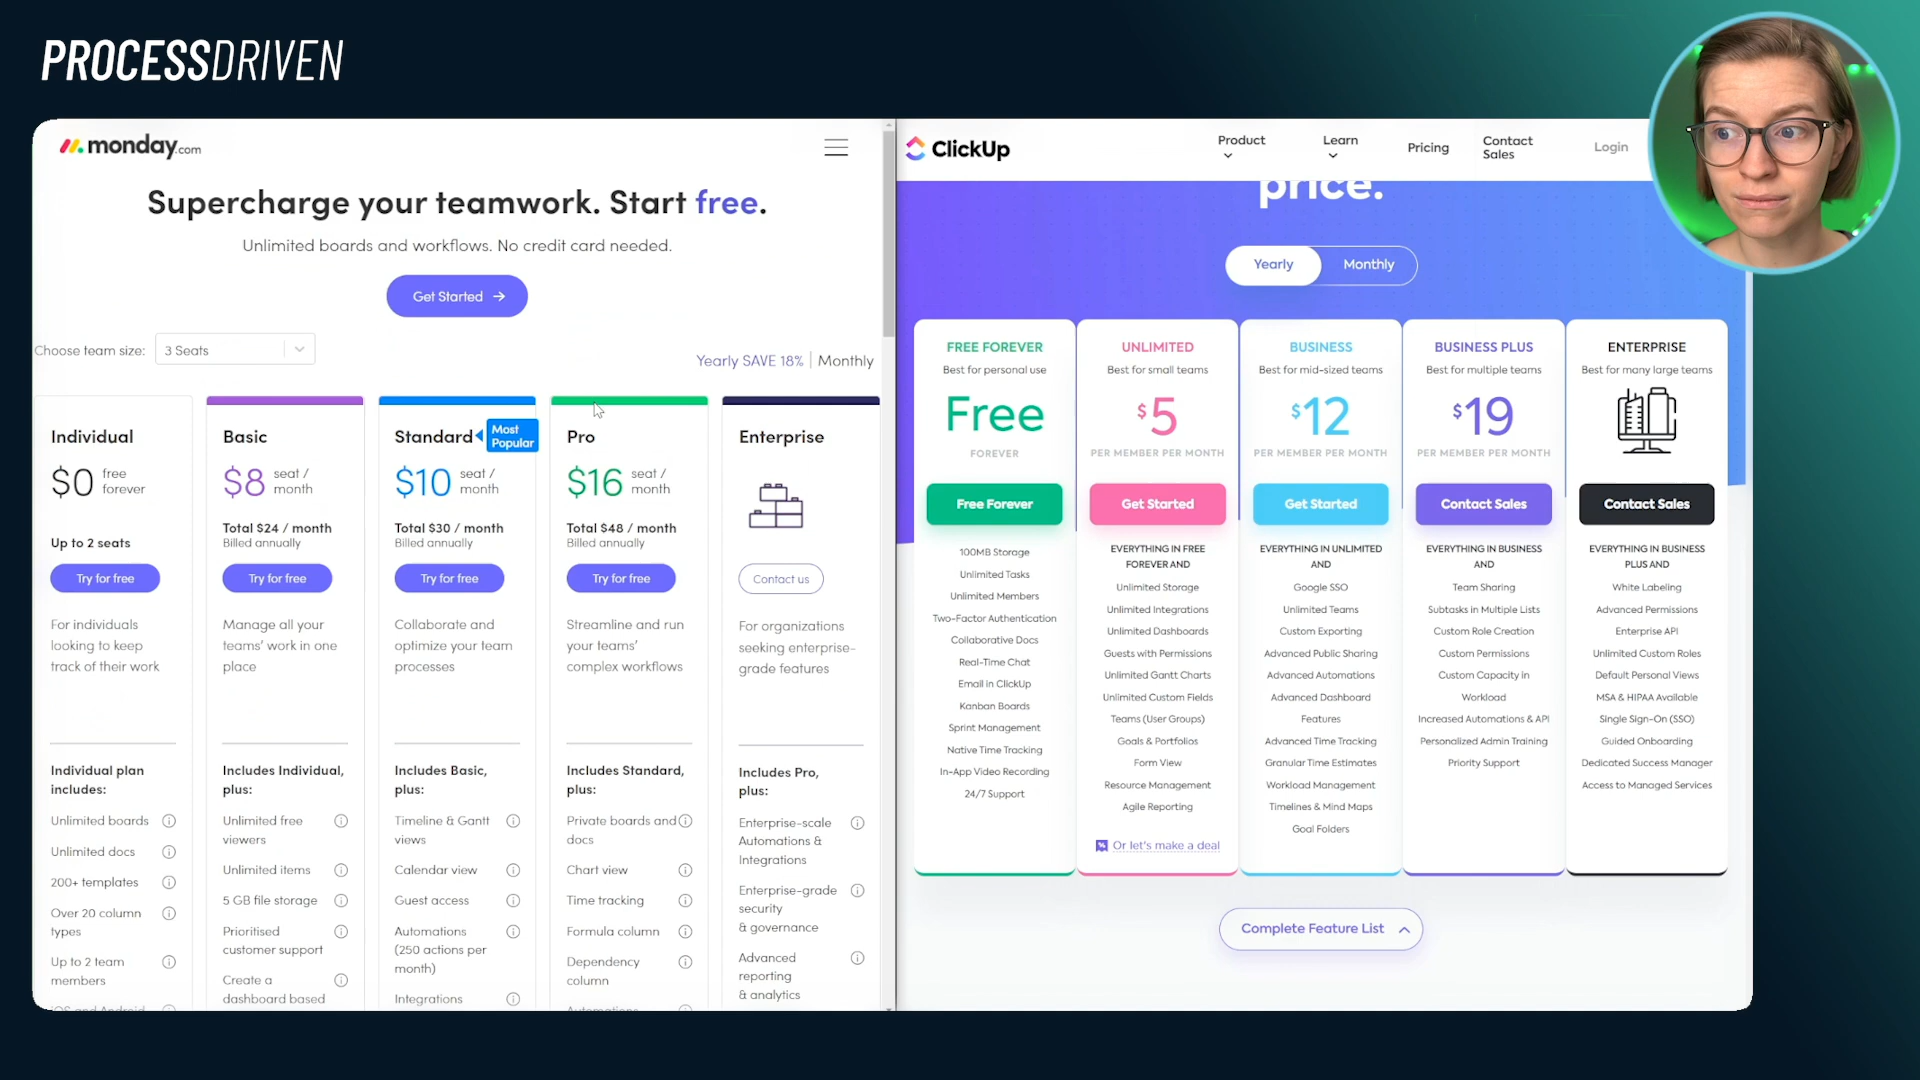 PROCESSDRIVEN
monday.com
Supercharge your teamwork. Start free.
Unlimited boards and workflows. No credit card needed.
Get Started →
Choose team size:
3 Seats
Yearly SAVE 18% | Monthly
Individual
$0 free
forever
Up to 2 seats
Try for free
For individuals
looking to keep
track of their work
Individual plan
includes:
Unlimited boards
Unlimited docs
200+ templates
Over 20 column
types
Up to 2 team
members
iOS and Android
Basic
$8 seat /
month
Total $24 / month
Billed annually
Try for free
Manage all your
teams' work in one
place
Includes Individual,
plus:
Unlimited free
viewers
Unlimited items
5 GB file storage
Prioritised
customer support
Create a
dashboard based
Standard
Most
Popular
$10 seat /
month
Total $30 / month
Billed annually
Try for free
Collaborate and
optimize your team
processes
Includes Basic,
plus:
Timeline & Gantt
views
Calendar view
Guest access
Automations
(250 actions per
month)
Integrations
Pro
$16 seat /
month
Total $48 / month
Billed annually
Try for free
Streamline and run
your teams'
complex workflows
Includes Standard,
plus:
Private boards and
docs
Chart view
Time tracking
Formula column
Dependency
column
Automations
Enterprise
Contact us
For organizations
seeking enterprise-
grade features
Includes Pro,
plus:
Enterprise-scale
Automations &
Integrations
Enterprise-grade
security
& governance
Advanced
reporting
& analytics
ClickUp
Product
Learn
Pricing
Contact
Sales
Login
price.
Yearly
Monthly
FREE FOREVER
Best for personal use
Free
FOREVER
Free Forever
100MB Storage
Unlimited Tasks
Unlimited Members
Two-Factor Authentication
Collaborative Docs
Real-Time Chat
Email in ClickUp
Kanban Boards
Sprint Management
Native Time Tracking
In-App Video Recording
24/7 Support
UNLIMITED
Best for small teams
$5
PER MEMBER PER MONTH
Get Started
EVERYTHING IN FREE
FOREVER AND
Unlimited Storage
Unlimited Integrations
Unlimited Dashboards
Guests with Permissions
Unlimited Gantt Charts
Unlimited Custom Fields
Teams (User Groups)
Goals & Portfolios
Form View
Resource Management
Agile Reporting
Or let's make a deal
BUSINESS
Best for mid-sized teams
$12
PER MEMBER PER MONTH
Get Started
EVERYTHING IN UNLIMITED
AND
Google SSO
Unlimited Teams
Custom Exporting
Advanced Public Sharing
Advanced Automations
Advanced Dashboard
Features
Advanced Time Tracking
Granular Time Estimates
Workload Management
Timelines & Mind Maps
Goal Folders
BUSINESS PLUS
Best for multiple teams
$19
PER MEMBER PER MONTH
Contact Sales
EVERYTHING IN BUSINESS
AND
Team Sharing
Subtasks in Multiple Lists
Custom Role Creation
Custom Permissions
Custom Capacity in
Workload
Increased Automations & API
Personalized Admin Training
Priority Support
ENTERPRISE
Best for many large teams
Contact Sales
EVERYTHING IN BUSINESS
PLUS AND
White Labeling
Advanced Permissions
Enterprise API
Unlimited Custom Roles
Default Personal Views
MSA & HIPAA Available
Single Sign-On (SSO)
Guided Onboarding
Dedicated Success Manager
Access to Managed Services
Complete Feature List